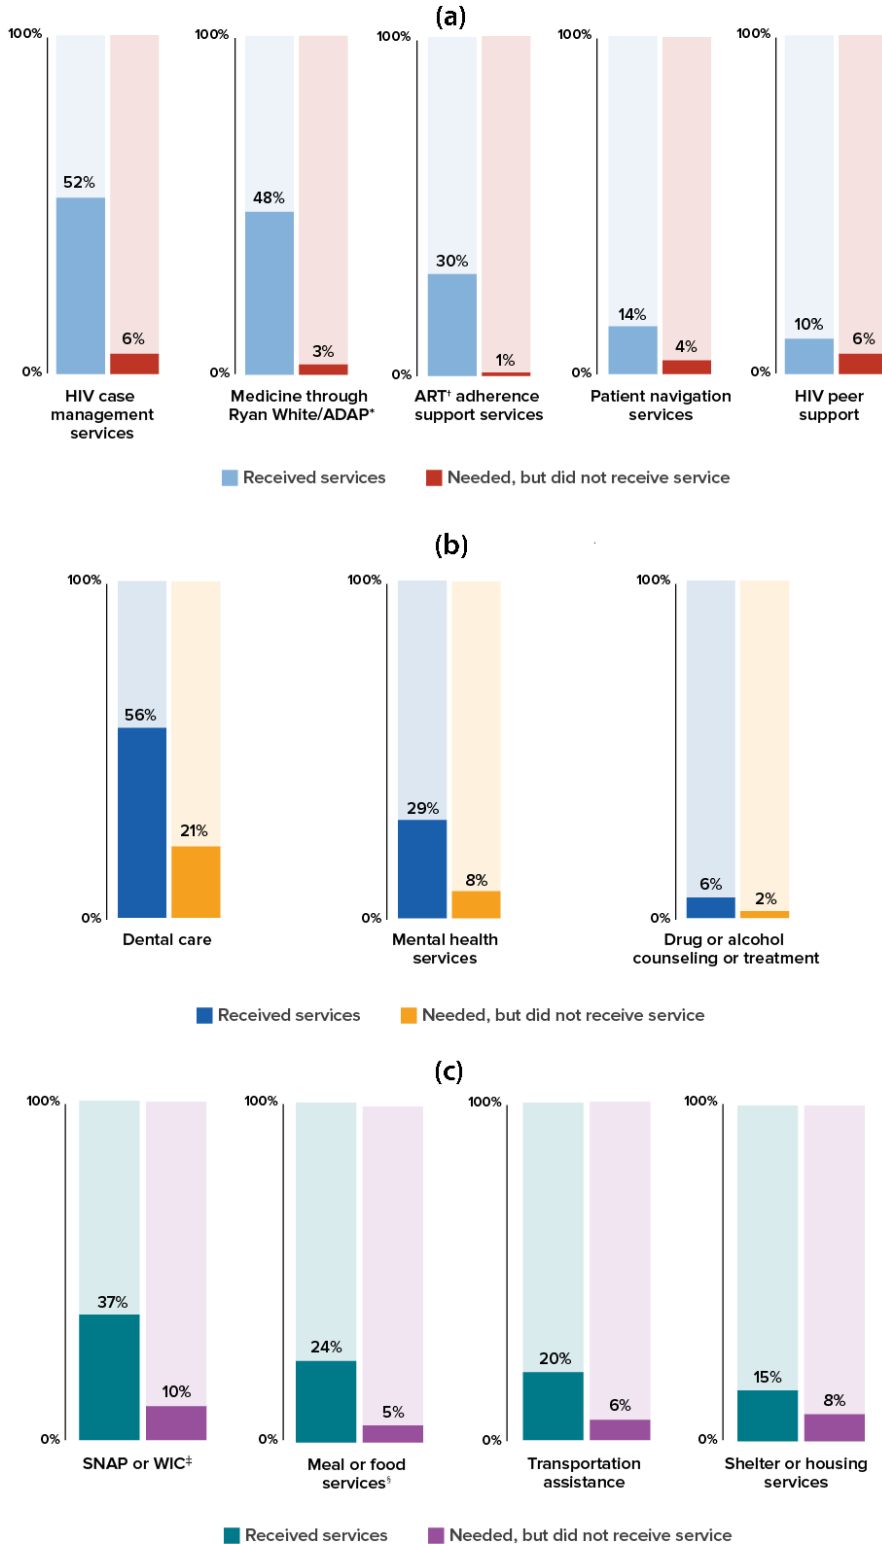 (a)
100% 100% 100% 100% 100%
52%
48%
30%
14%
10%
6%
3%
1%
4%
6%
0% 0% 0% 0% 0%
HIV case
management
services
Medicine through
Ryan White/ADAP*
ART† adherence
support services
Patient navigation
services
HIV peer
support
Received services
Needed, but did not receive service
(b)
100% 100% 100%
56%
21%
29%
8%
6%
2%
0% 0% 0%
Dental care
Mental health
services
Drug or alcohol
counseling or treatment
Received services
Needed, but did not receive service
(c)
100% 100% 100% 100%
37%
10%
24%
5%
20%
6%
15%
8%
0% 0% 0% 0%
SNAP or WIC‡
Meal or food
services§
Transportation
assistance
Shelter or housing
services
Received services
Needed, but did not receive service